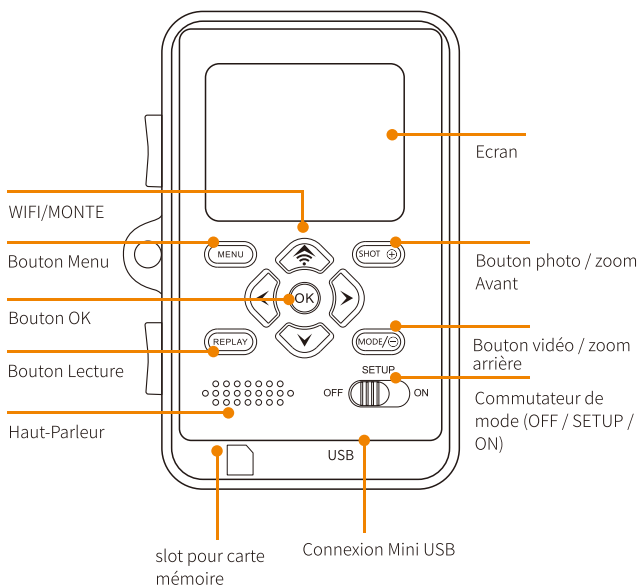 Ecran
WIFI/MONTE
MENU
SHOT
Bouton Menu
Bouton photo / zoom
Avant
OK
Bouton OK
REPLAY
MODE/
Bouton vidéo / zoom
arrière
Bouton Lecture
SETUP
OFF
ON
Commutateur de
mode (OFF / SETUP /
ON)
Haut-Parleur
USB
slot pour carte
mémoire
Connexion Mini USB